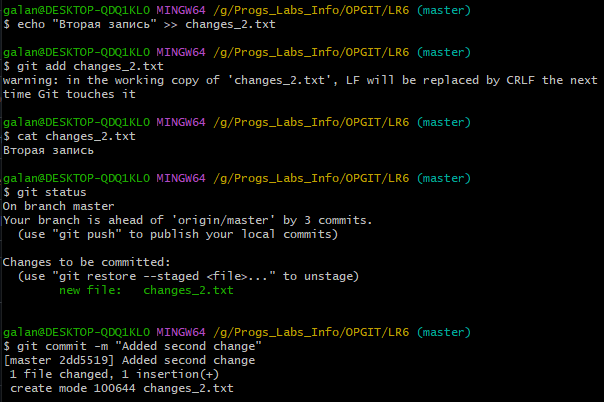 galan@DESKTOP-QDQ1KLO MINGW64 /g/Progs_Labs_Info/OPGIT/LR6 (master)
$ echo "Вторая запись" >> changes_2.txt
galan@DESKTOP-QDQ1KLO MINGW64 /g/Progs_Labs_Info/OPGIT/LR6 (master)
$ git add changes_2.txt
warning: in the working copy of 'changes_2.txt', LF will be replaced by CRLF the next
time Git touches it
galan@DESKTOP-QDQ1KLO MINGW64 /g/Progs_Labs_Info/OPGIT/LR6 (master)
$ cat changes_2.txt
Вторая запись
galan@DESKTOP-QDQ1KLO MINGW64 /g/Progs_Labs_Info/OPGIT/LR6 (master)
$ git status
On branch master
Your branch is ahead of 'origin/master' by 3 commits.
  (use "git push" to publish your local commits)
Changes to be committed:
  (use "git restore --staged <file>..." to unstage)
        new file:   changes_2.txt
galan@DESKTOP-QDQ1KLO MINGW64 /g/Progs_Labs_Info/OPGIT/LR6 (master)
$ git commit -m "Added second change"
[master 2dd5519] Added second change
 1 file changed, 1 insertion(+)
 create mode 100644 changes_2.txt